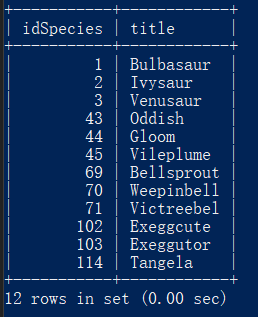 +-----------+------------+
| idSpecies | title      |
+-----------+------------+
|         1 | Bulbasaur  |
|         2 | Ivysaur    |
|         3 | Venusaur   |
|        43 | Oddish     |
|        44 | Gloom      |
|        45 | Vileplume  |
|        69 | Bellsprout |
|        70 | Weepinbell |
|        71 | Victreebel |
|       102 | Exeggcute  |
|       103 | Exeggutor  |
|       114 | Tangela    |
+-----------+------------+
12 rows in set (0.00 sec)